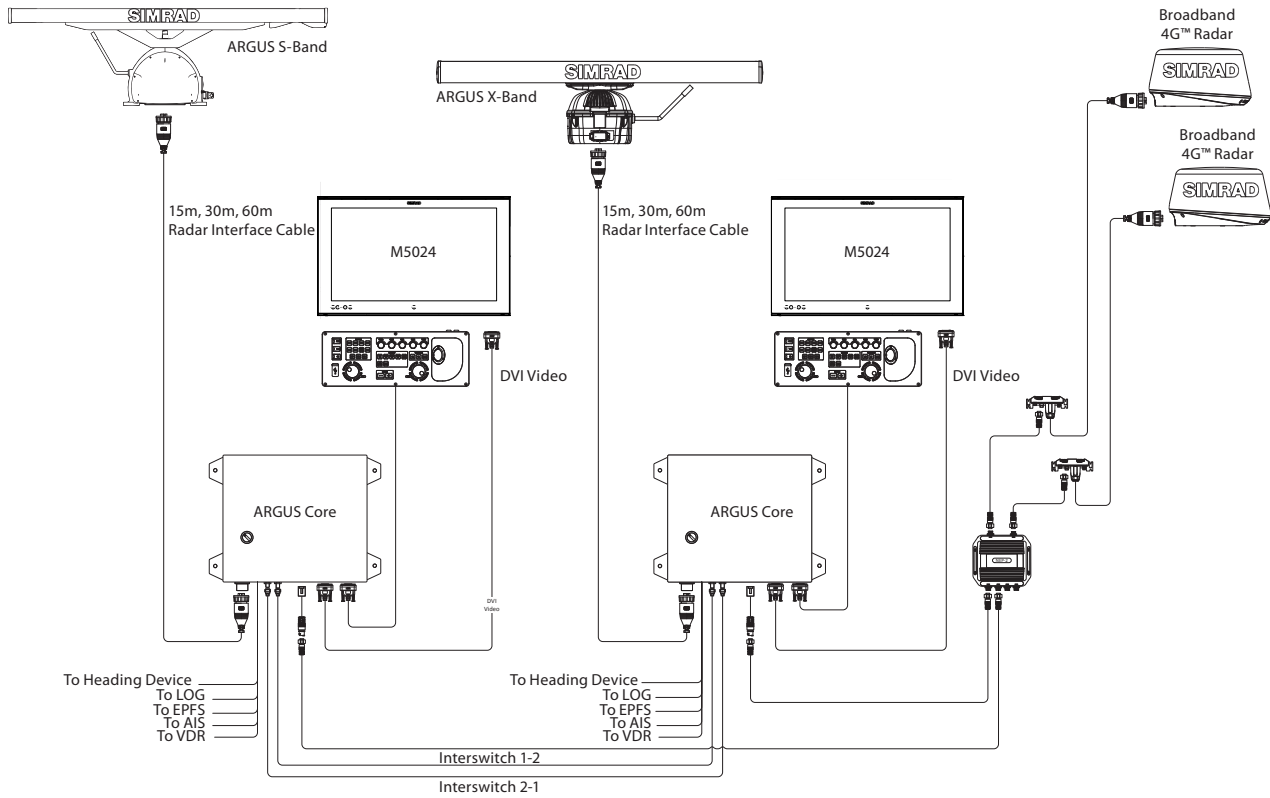 SIMRAD
ARGUS S-Band
SIMRAD
ARGUS X-Band
Broadband
4G™ Radar
SIMRAD
Broadband
4G™ Radar
SIMRAD
15m, 30m, 60m
Radar Interface Cable
SIMRAD
M5024
15m, 30m, 60m
Radar Interface Cable
SIMRAD
M5024
DVI Video
DVI Video
ARGUS Core
ARGUS Core
DVI
Video
To Heading Device
To LOG
To EPFS
To AIS
To VDR
To Heading Device
To LOG
To EPFS
To AIS
To VDR
Interswitch 1-2
Interswitch 2-1